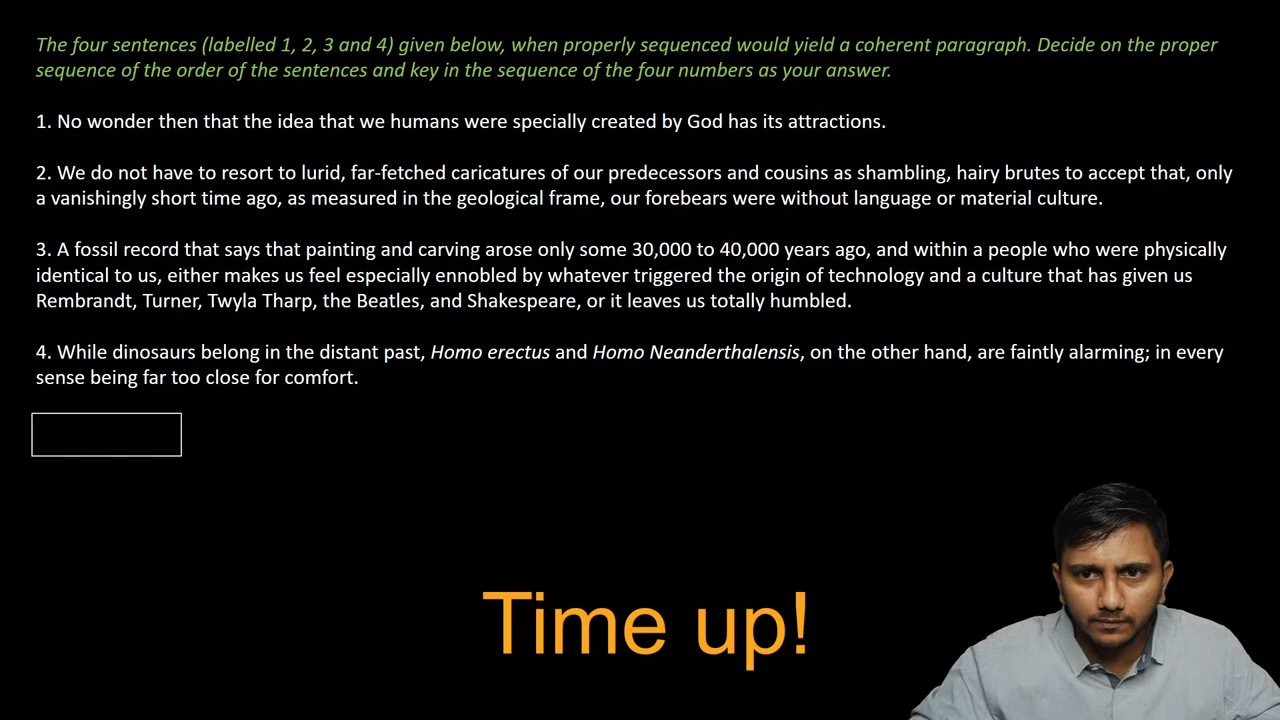 The four sentences (labelled 1, 2, 3 and 4) given below, when properly sequenced would yield a coherent paragraph. Decide on the proper
sequence of the order of the sentences and key in the sequence of the four numbers as your answer.
1. No wonder then that the idea that we humans were specially created by God has its attractions.
2. We do not have to resort to lurid, far-fetched caricatures of our predecessors and cousins as shambling, hairy brutes to accept that, only
a vanishingly short time ago, as measured in the geological frame, our forebears were without language or material culture.
3. A fossil record that says that painting and carving arose only some 30,000 to 40,000 years ago, and within a people who were physically
identical to us, either makes us feel especially ennobled by whatever triggered the origin of technology and a culture that has given us
Rembrandt, Turner, Twyla Tharp, the Beatles, and Shakespeare, or it leaves us totally humbled.
4. While dinosaurs belong in the distant past, Homo erectus and Homo Neanderthalensis, on the other hand, are faintly alarming; in every
sense being far too close for comfort.
Time up!